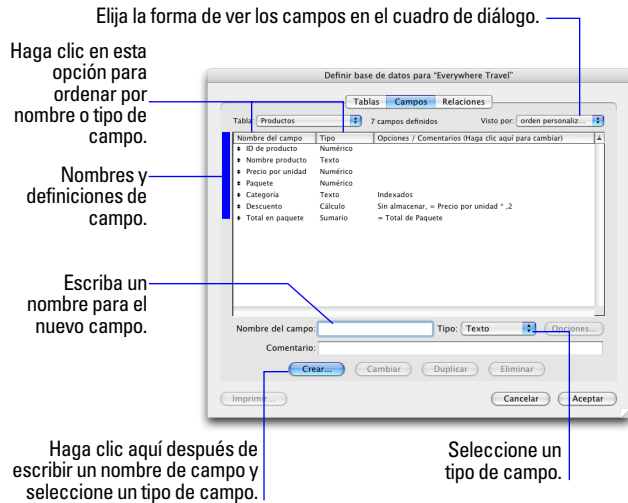 Elija la forma de ver los campos en el cuadro de diálogo.
Haga clic en esta
opción para
ordenar por
nombre o tipo de
campo.
Nombres y
definiciones de
campo.
Escriba un
nombre para el
nuevo campo.
Definir base de datos para "Everywhere Travel"
Tablas Campos Relaciones
Tabla: Productos 7 campos definidos Visto por: orden personaliz...
Nombre del campo Tipo Opciones / Comentarios (Haga clic aquí para cambiar)
ID de producto Numérico
Nombre producto Texto
Precio por unidad Numérico
Paquete Numérico
Categoría Texto Indexados
Descuento Cálculo Sin almacenar, = Precio por unidad * ,2
Total en paquete Sumario = Total de Paquete
Nombre del campo: Tipo: Texto Opciones...
Comentario:
Crear... Cambiar Duplicar Eliminar
Imprimir... Cancelar Aceptar
Haga clic aquí después de
escribir un nombre de campo y
seleccione un tipo de campo.
Seleccione un
tipo de campo.